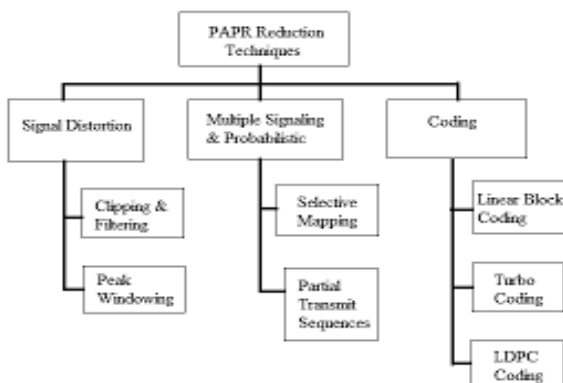 PAPR Reduction
Techniques
Signal Distortion
Multiple Signaling
& Probabilistic
Coding
Clipping &
Filtering
Peak
Windowing
Selective
Mapping
Partial
Transmit
Sequences
Linear Block
Coding
Turbo
Coding
LDPC
Coding